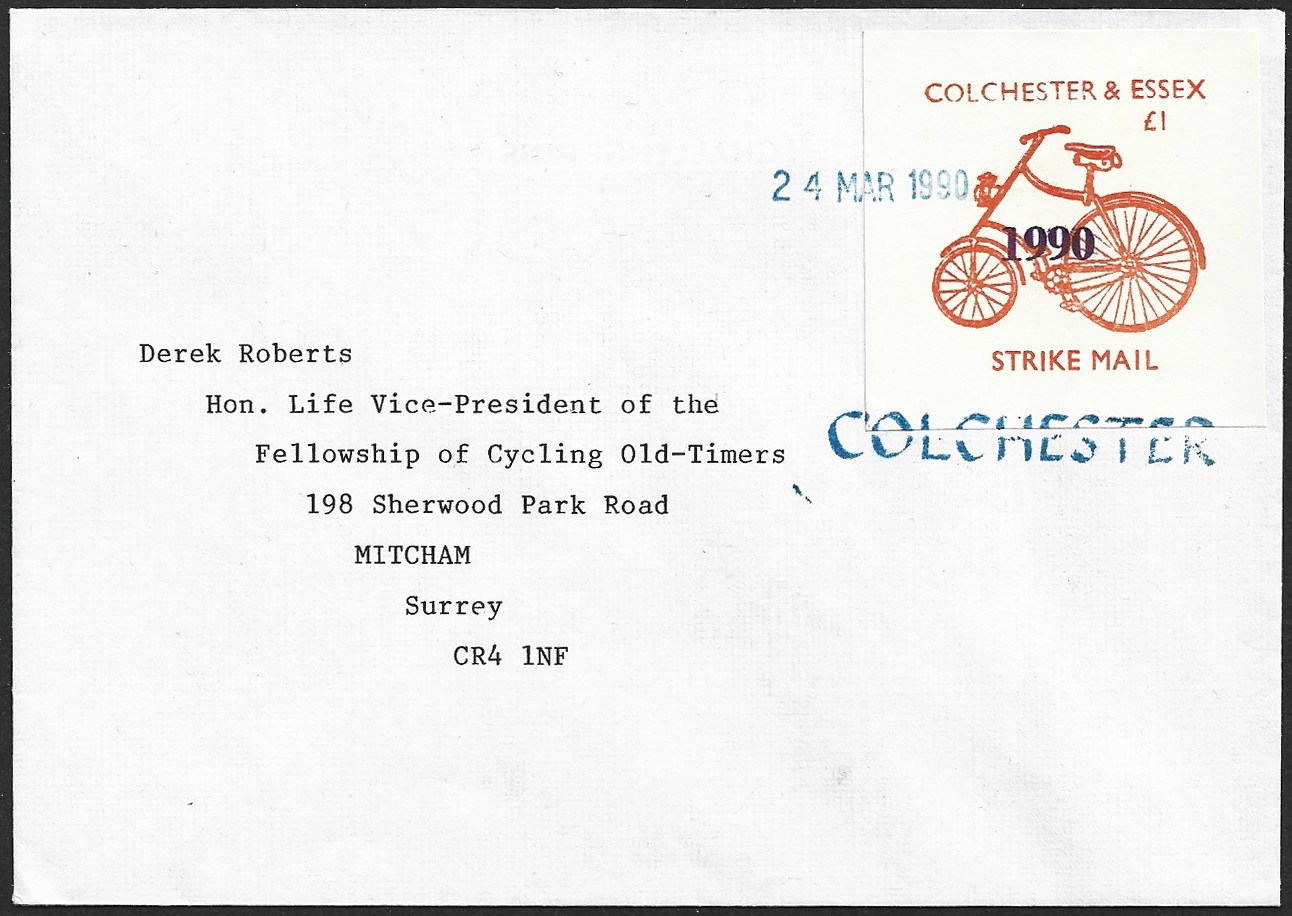 COLCHESTER & ESSEX
£1
24 MAR 1990
1990
STRIKE MAIL
COLCHESTER
Derek Roberts
Hon. Life Vice-President of the
Fellowship of Cycling Old-Timers
198 Sherwood Park Road
MITCHAM
Surrey
CR4 1NF